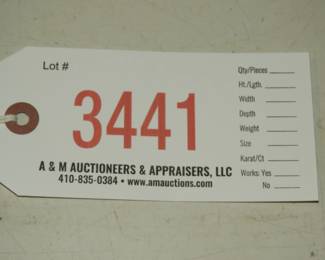 Lot #
3441
A & M AUCTIONEERS & APPRAISERS, LLC
410-835-0384 • www.amauctions.com
Qty/Pieces
Ht./Lgth.
Width
Depth
Weight
Size
Karat/Ct
Works: Yes
No